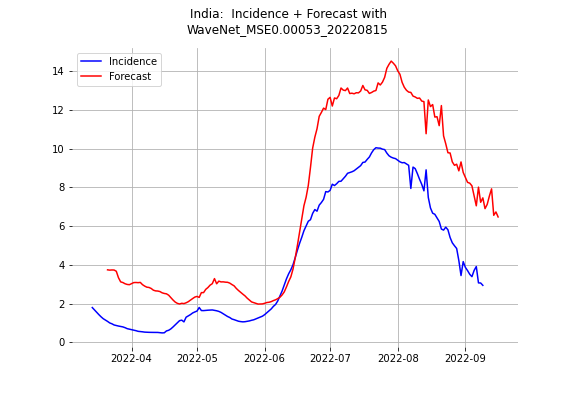 India:  Incidence + Forecast with
WaveNet_MSE0.00053_20220815
Incidence
Forecast
14
12
10
8
6
4
2
0
2022-04 2022-05 2022-06 2022-07 2022-08 2022-09